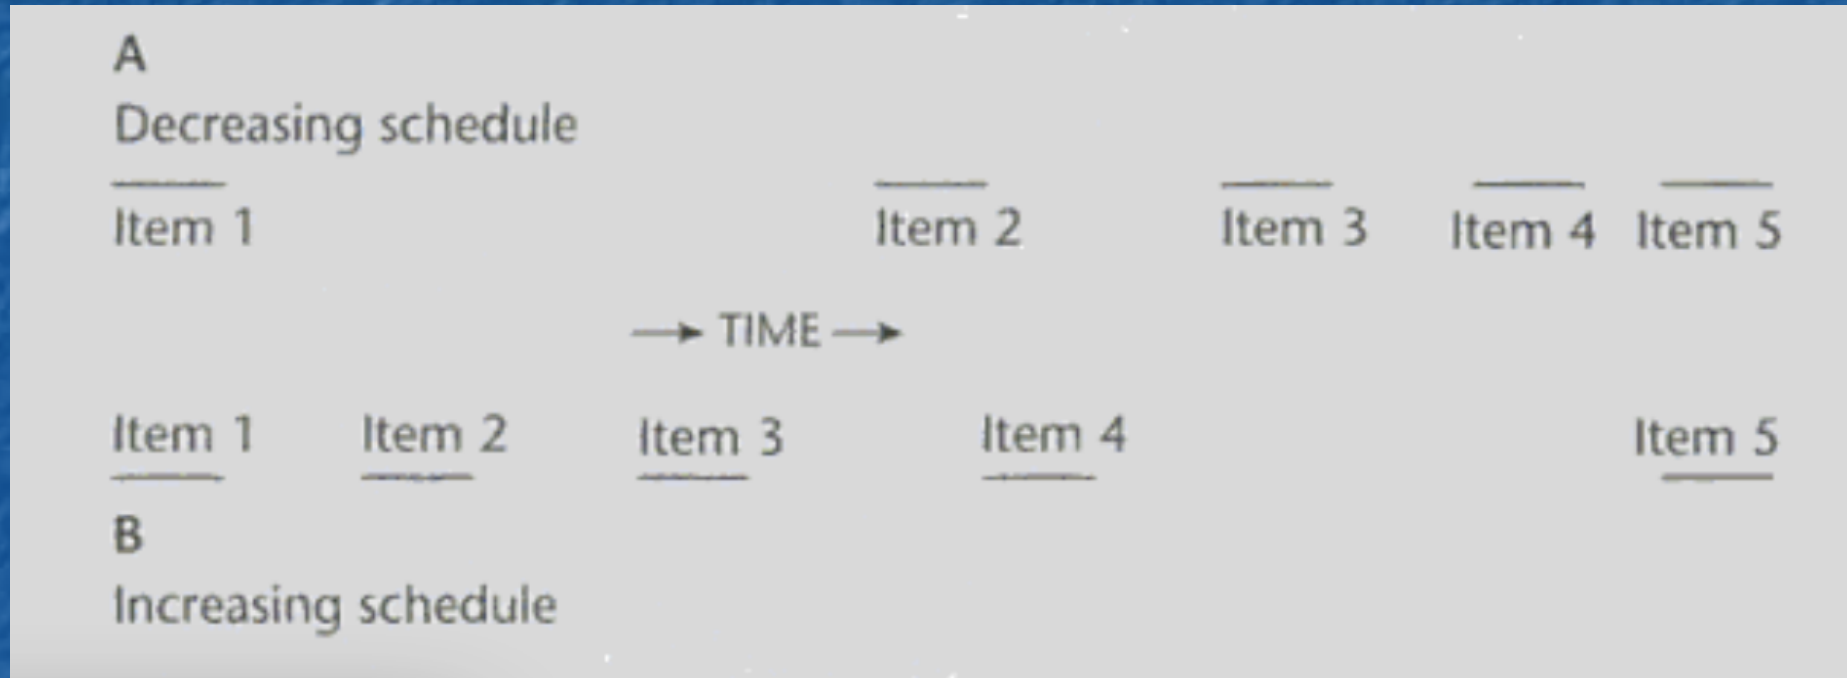 A
Decreasing schedule
Item 1 Item 2 Item 3 Item 4 Item 5
TIME
Item 1 Item 2 Item 3 Item 4 Item 5
B
Increasing schedule